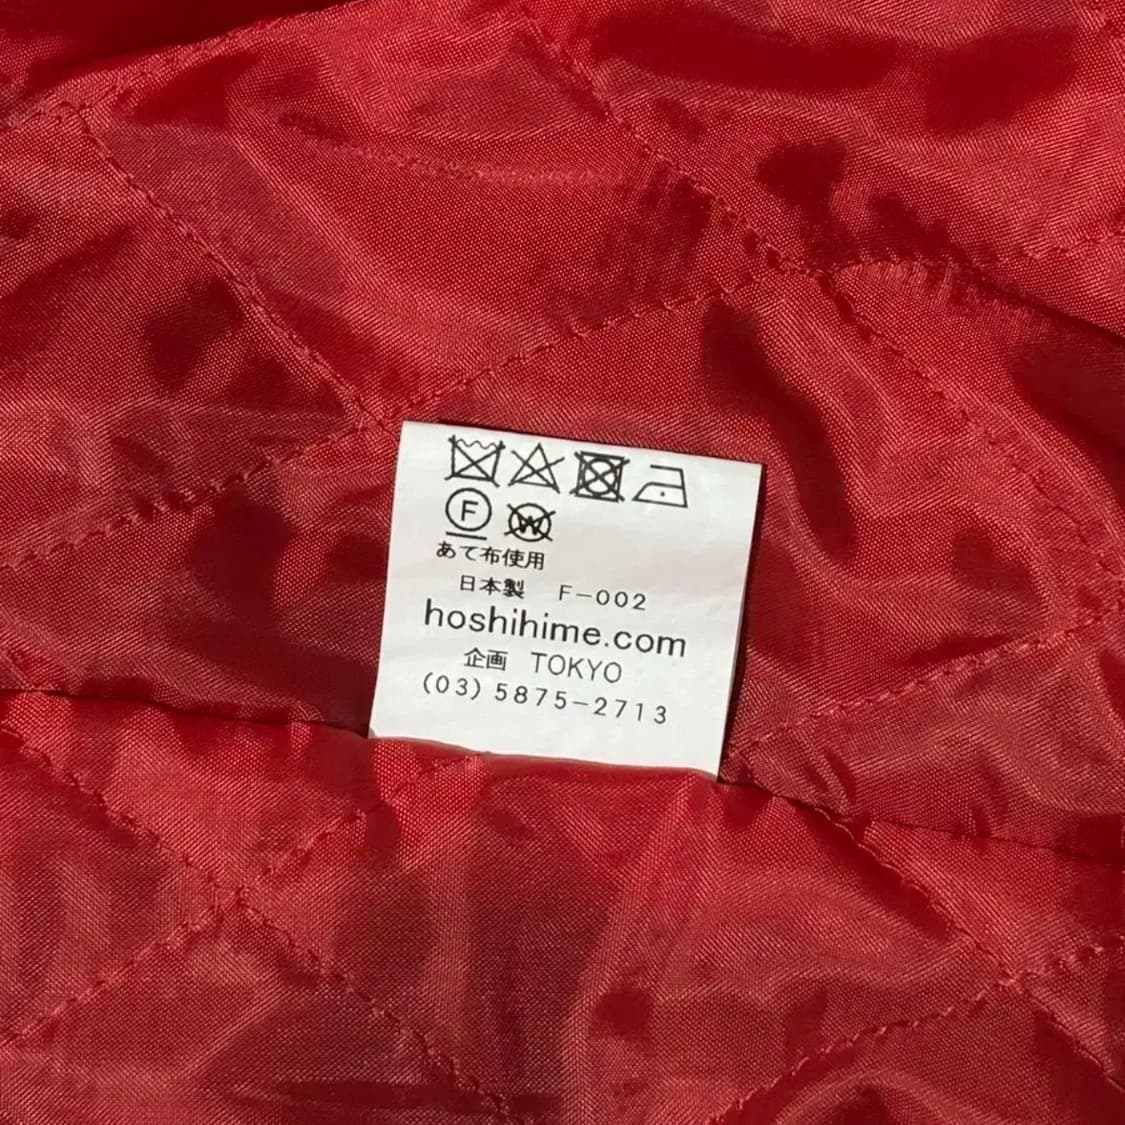 F W
あて布使用
日本製 F-002
hoshihime.com
企画 TOKYO
(03)5875-2713